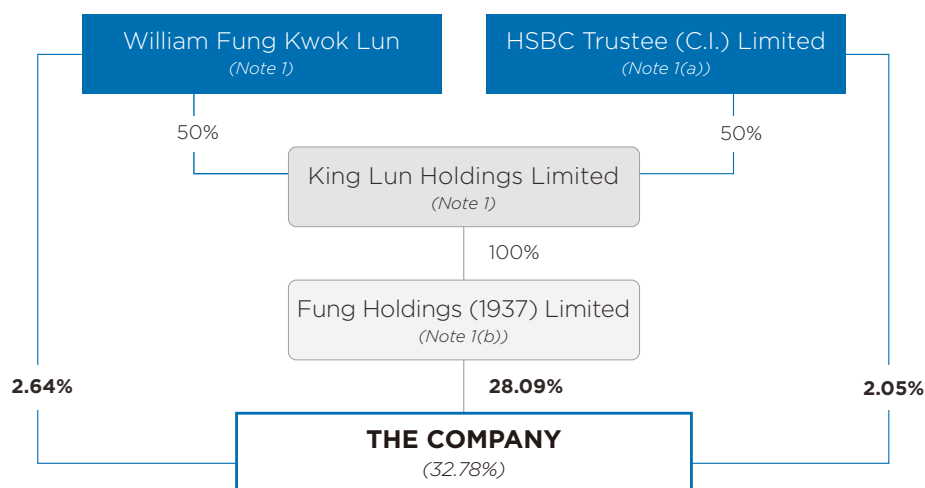 William Fung Kwok Lun
(Note 1)
HSBC Trustee (C.I.) Limited
(Note 1(a))
50%
50%
King Lun Holdings Limited
(Note 1)
100%
Fung Holdings (1937) Limited
(Note 1(b))
2.64%
28.09%
2.05%
THE COMPANY
(32.78%)